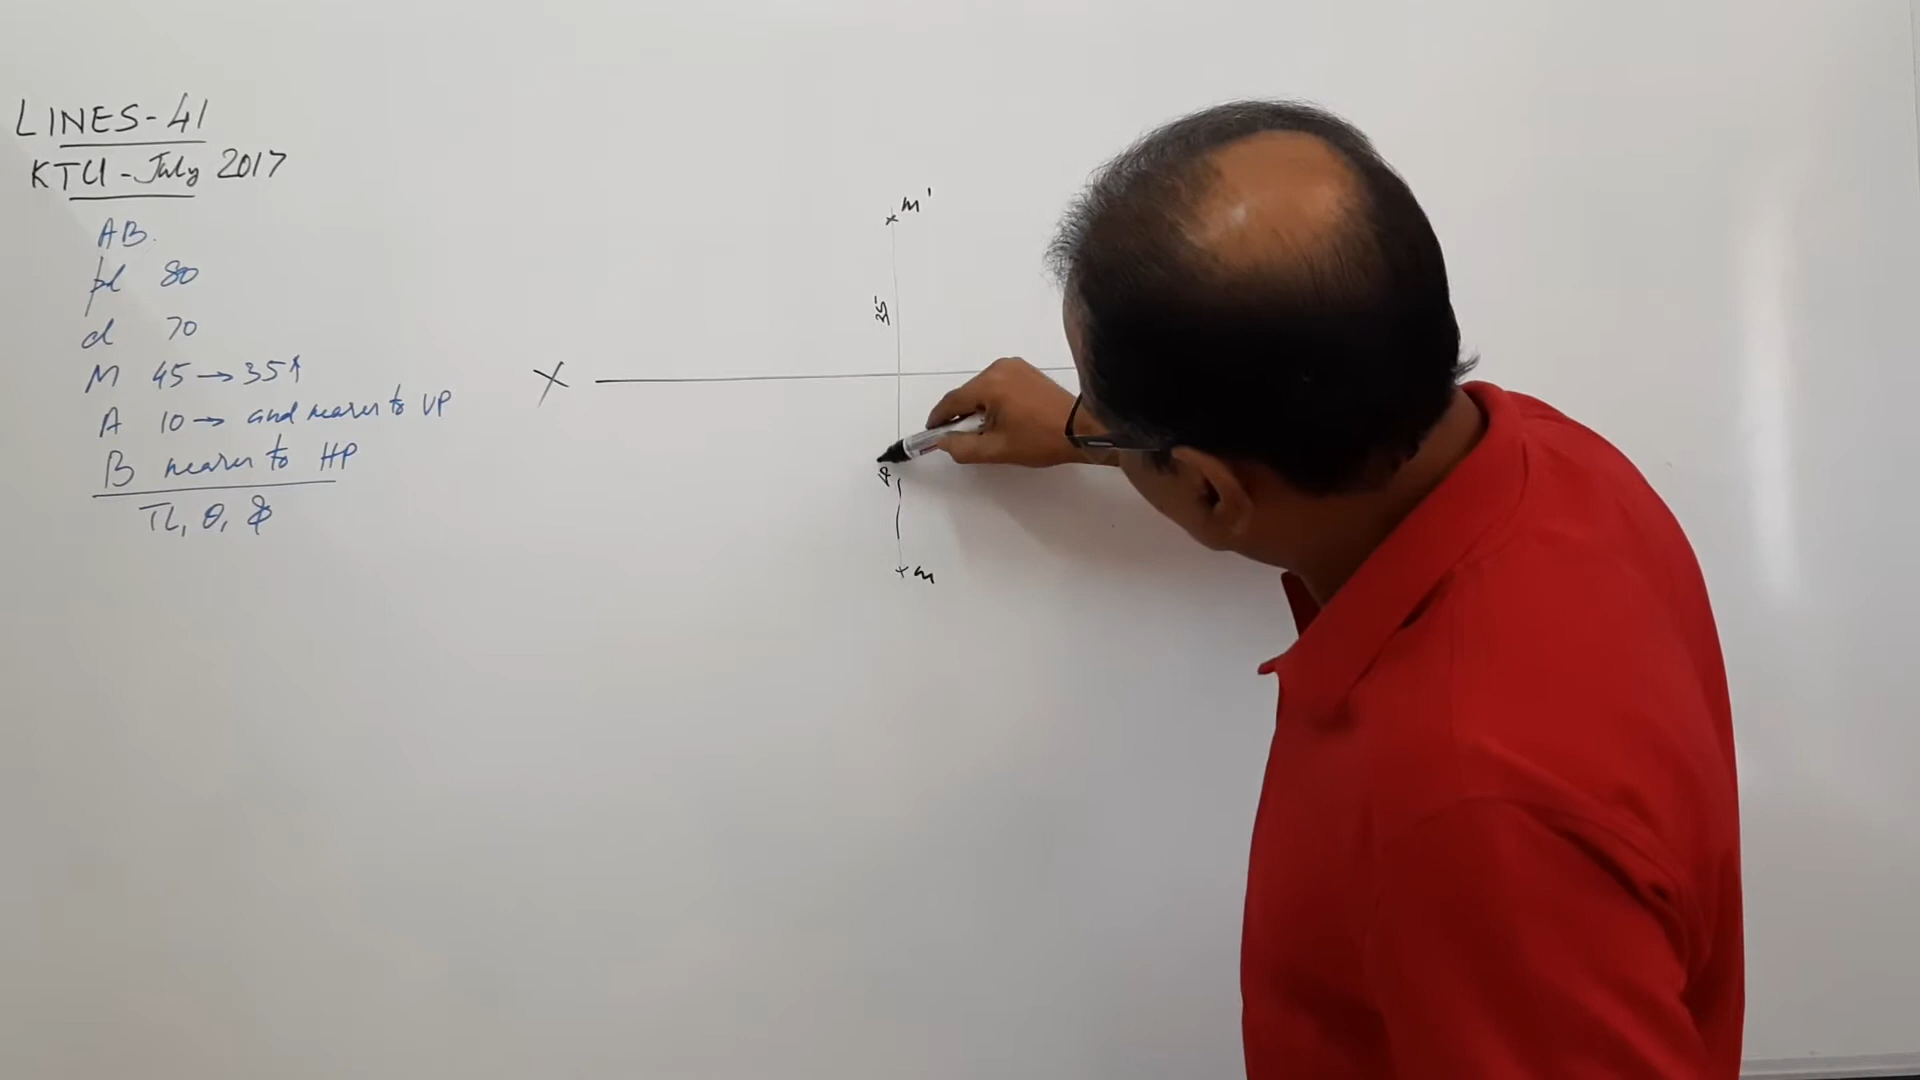 LINES-41
KTU - July 2017
AB.
pl 80
d 70
M 45 → 35↑
A 10 → and nearer to VP
B nearer to HP
TL, θ, φ
m'
35
X
4
m